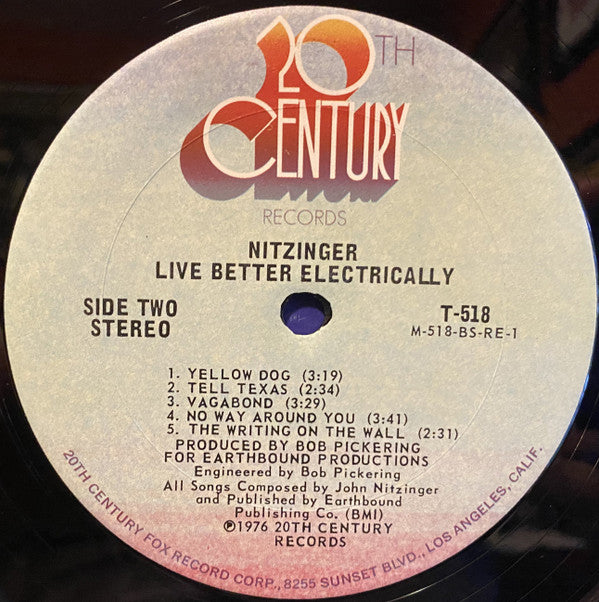 20TH
CENTURY
RECORDS
NITZINGER
LIVE BETTER ELECTRICALLY
SIDE TWO
STEREO
T-518
M-518-BS-RE-1
1. YELLOW DOG (3:19)
2. TELL TEXAS (2:34)
3. VAGABOND (3:29)
4. NO WAY AROUND YOU (3:41)
5. THE WRITING ON THE WALL (2:31)
PRODUCED BY BOB PICKERING
FOR EARTHBOUND PRODUCTIONS
Engineered by Bob Pickering
All Songs Composed by John Nitzinger
and Published by Earthbound
Publishing Co. (BMI)
℗1976 20TH CENTURY
RECORDS
20TH CENTURY FOX RECORD CORP., 8255 SUNSET BLVD., LOS ANGELES, CALIF.